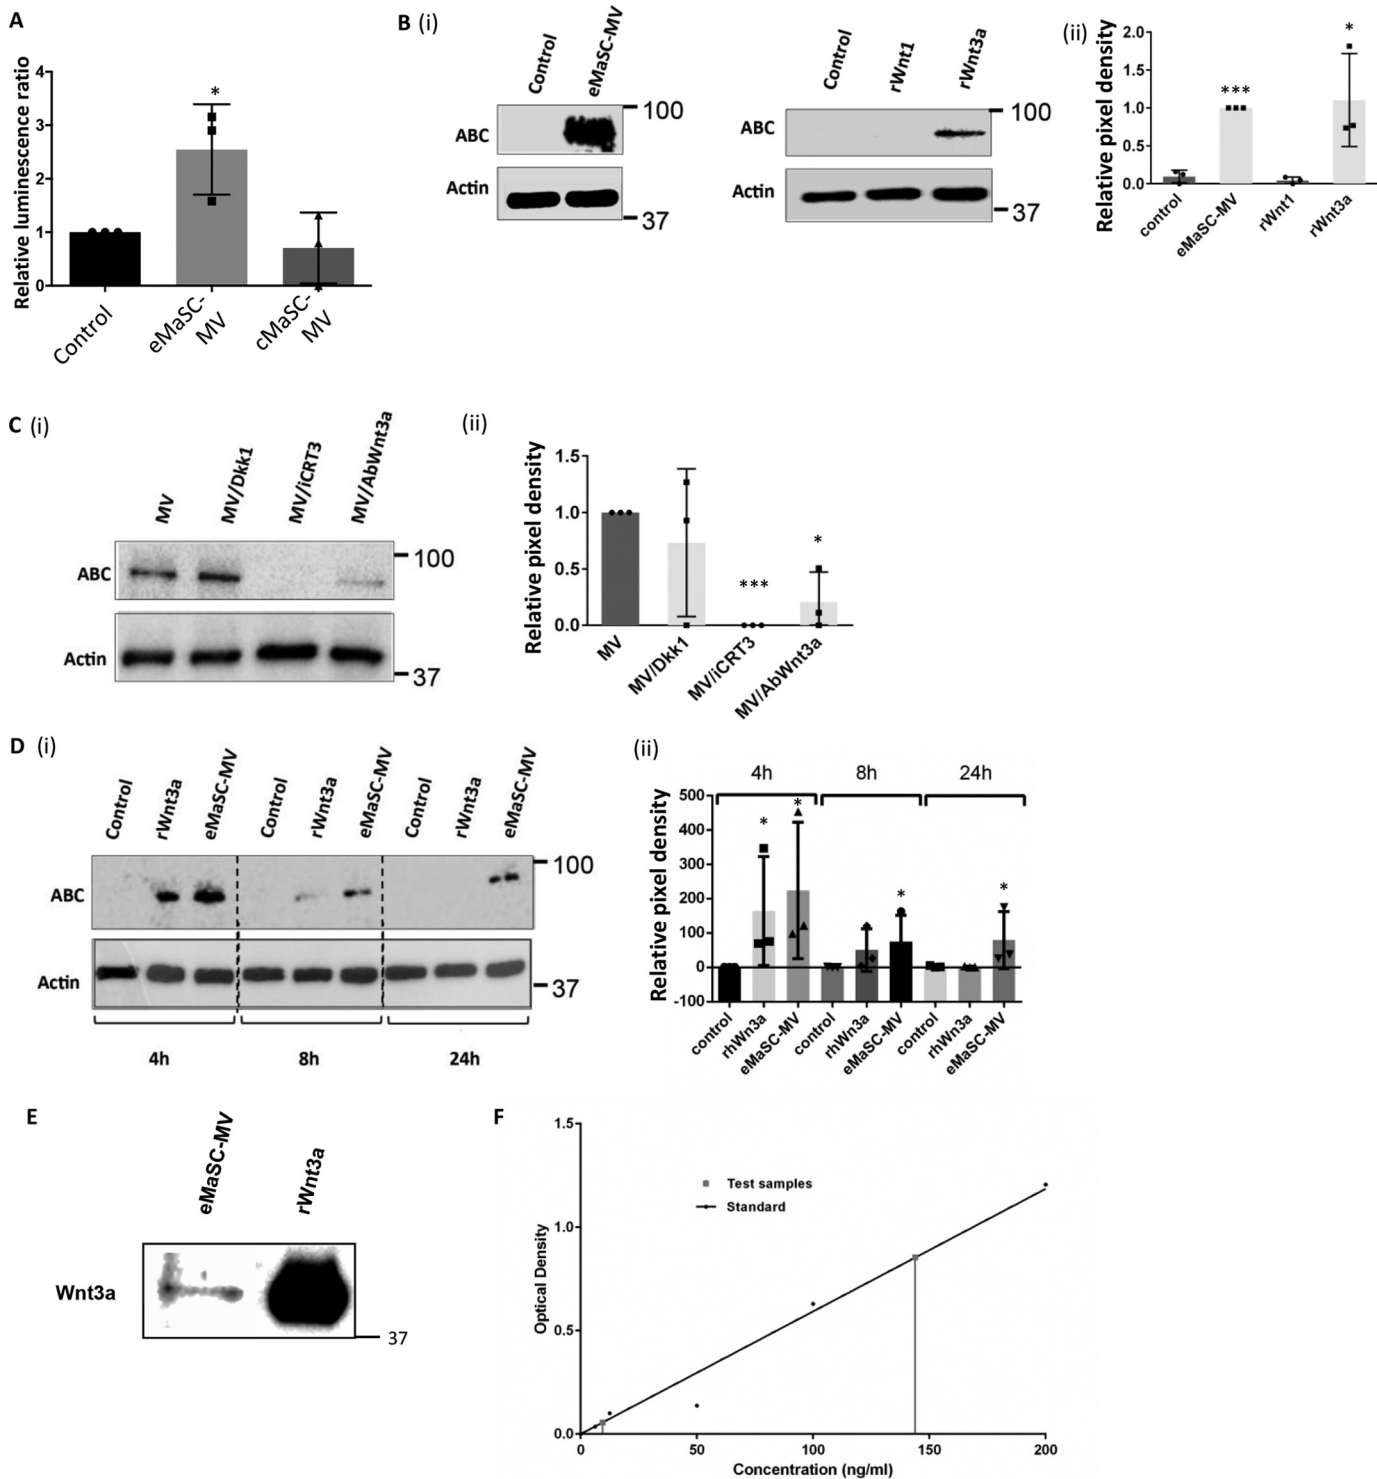 A
Relative luminescence ratio
4
3
2
1
0
*
Control
eMaSC-
MV
cMaSC-
MV
B (i)
Control
eMaSC-MV
ABC
100
Actin
37
Control
rWnt1
rWnt3a
ABC
100
Actin
37
(ii)
Relative pixel density
2.0
1.5
1.0
0.5
0.0
***
*
control
eMaSC-MV
rWnt1
rWnt3a
C (i)
MV
MV/Dkk1
MV/iCRT3
MV/AbWnt3a
ABC
100
Actin
37
(ii)
Relative pixel density
1.5
1.0
0.5
0.0
***
*
MV
MV/Dkk1
MV/iCRT3
MV/AbWnt3a
D (i)
Control
rWnt3a
eMaSC-MV
Control
rWnt3a
eMaSC-MV
Control
rWnt3a
eMaSC-MV
ABC
100
Actin
37
4h
8h
24h
(ii)
4h
8h
24h
Relative pixel density
500
400
300
200
100
0
-100
*
*
*
*
control
rhWn3a
eMaSC-MV
control
rhWn3a
eMaSC-MV
control
rhWn3a
eMaSC-MV
E
eMaSC-MV
rWnt3a
Wnt3a
37
F
Optical Density
1.5
1.0
0.5
0.0
Test samples
Standard
0
50
100
150
200
Concentration (ng/ml)